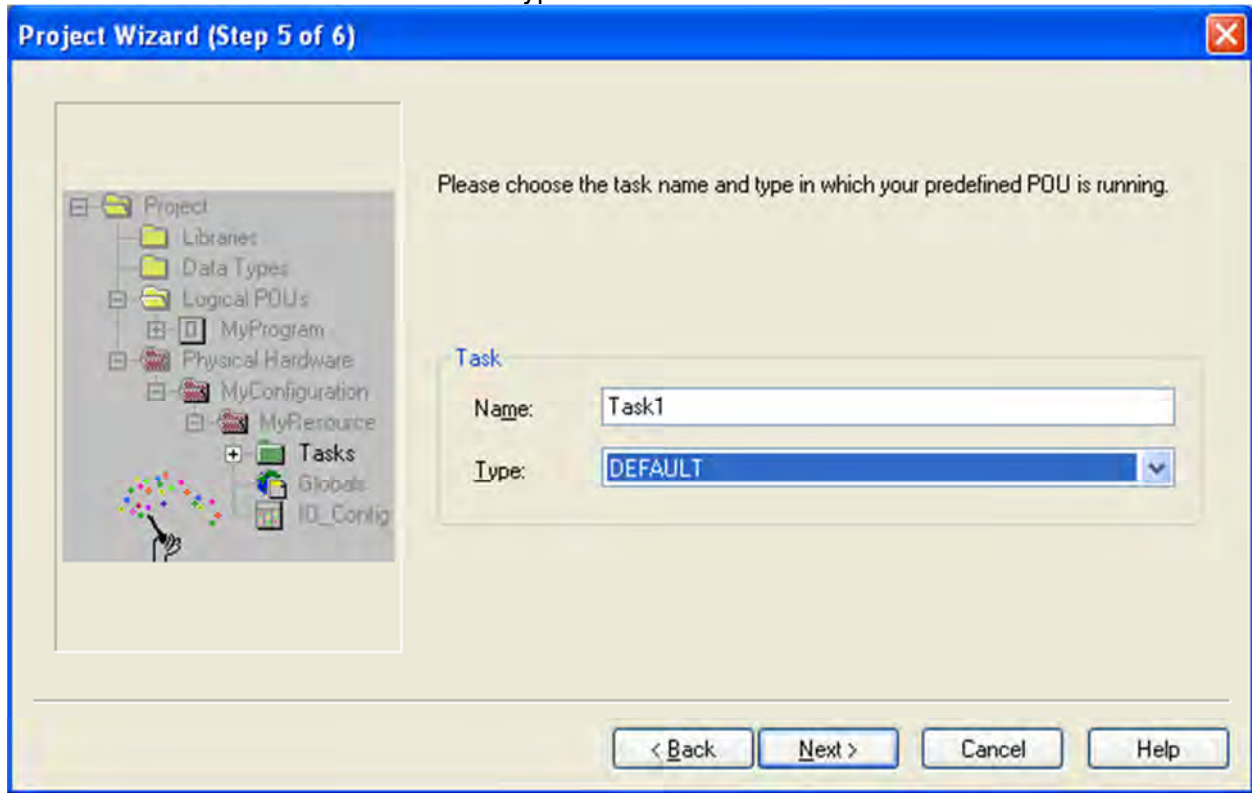 yp
Project Wizard (Step 5 of 6)
Please choose the task name and type in which your predefined POU is running.
Project
Libraries
Data Types
Logical POUs
MyProgram
Physical Hardware
MyConfiguration
MyResource
Tasks
Globals
IO_Config
Task
Name: Task1
Type: DEFAULT
< Back Next > Cancel Help